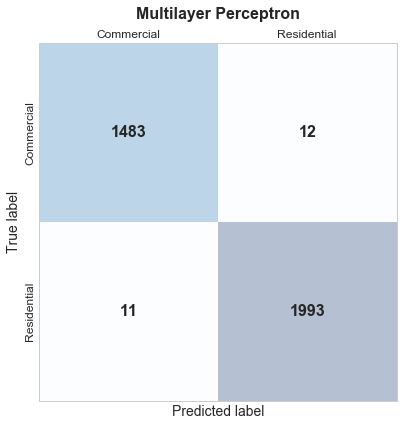 Multilayer Perceptron
Commercial Residential
Commercial
1483 12
True label
Residential
11 1993
Predicted label